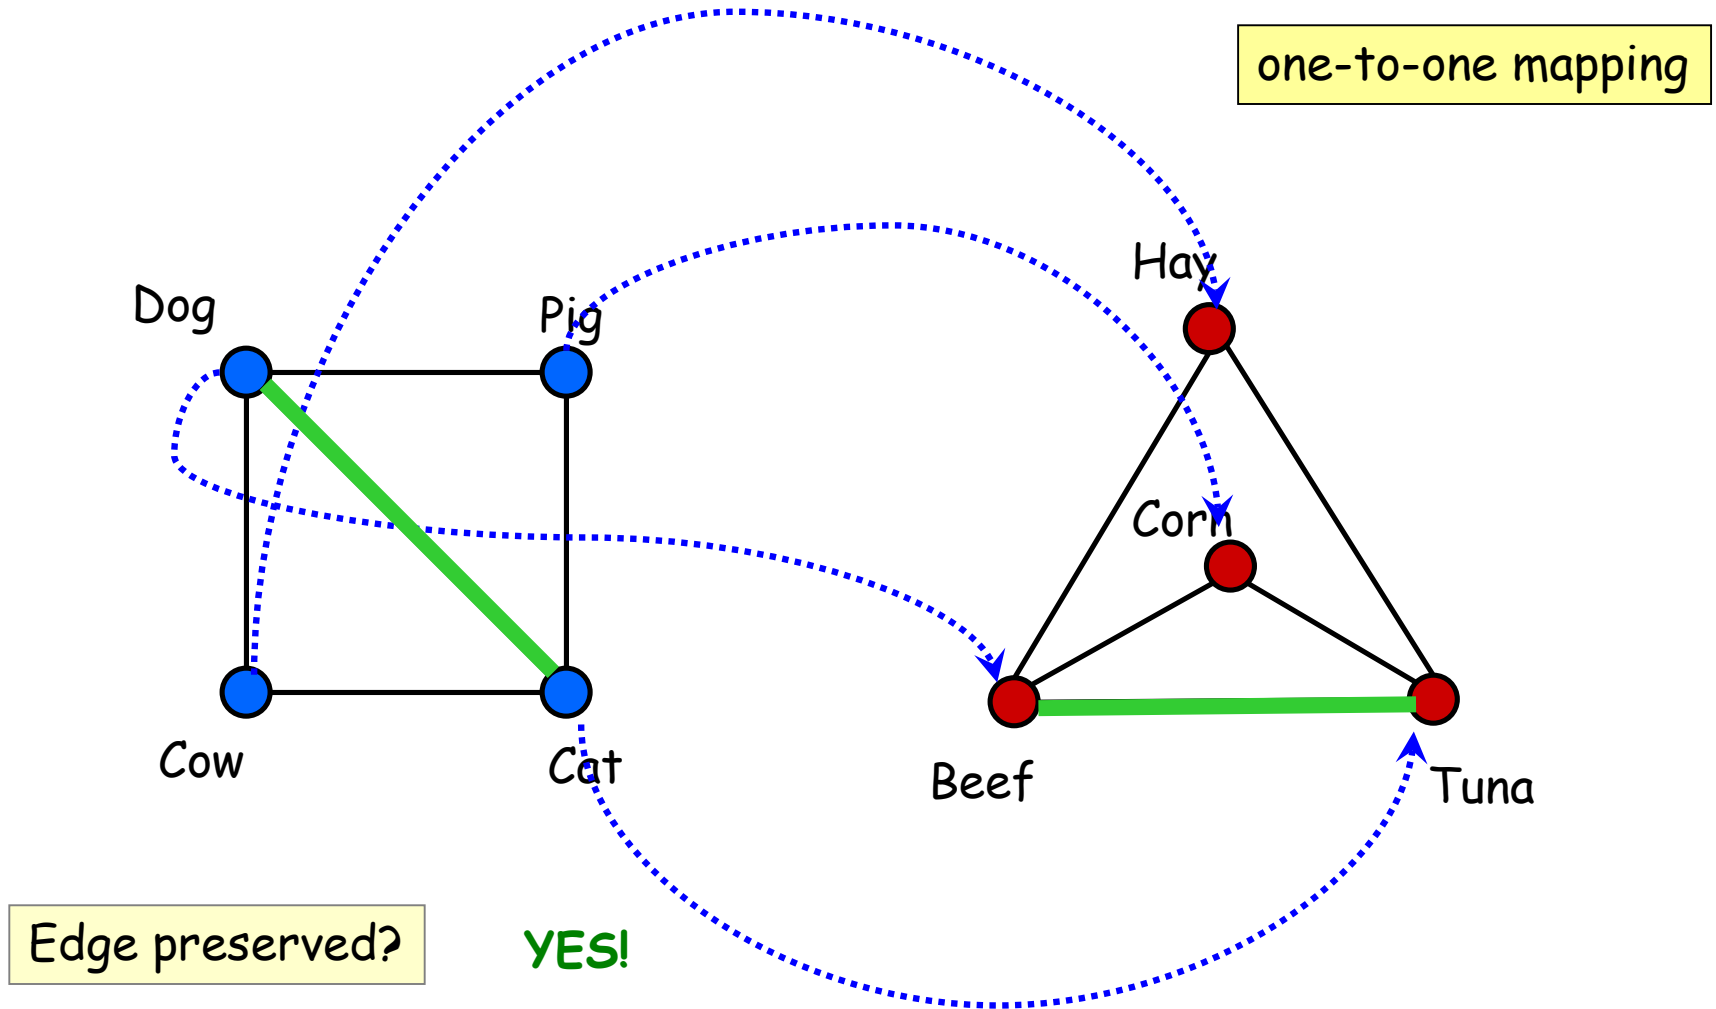 one-to-one mapping
Hay
Dog
Pig
Corn
Cow
Cat
Beef
Tuna
Edge preserved?
YES!